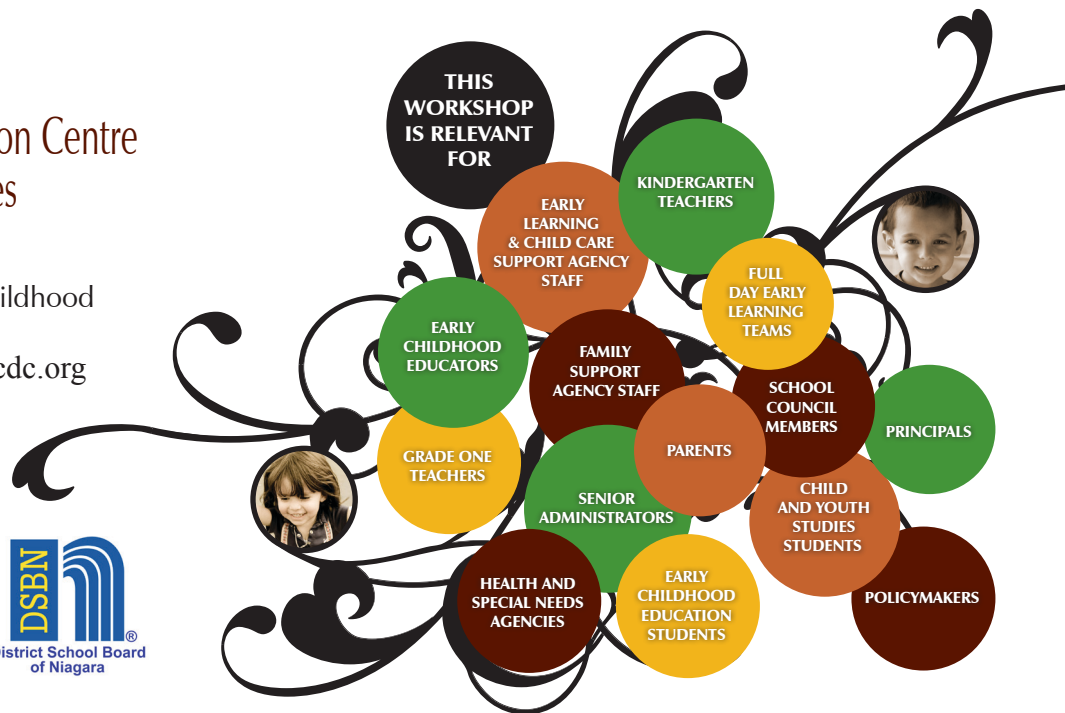 on Centre
es
ildhood
cdc.org
THIS
WORKSHOP
IS RELEVANT
FOR
KINDERGARTEN
TEACHERS
EARLY
LEARNING
& CHILD CARE
SUPPORT AGENCY
STAFF
FULL
DAY EARLY
LEARNING
TEAMS
EARLY
CHILDHOOD
EDUCATORS
FAMILY
SUPPORT
AGENCY STAFF
SCHOOL
COUNCIL
MEMBERS
PRINCIPALS
GRADE ONE
TEACHERS
PARENTS
SENIOR
ADMINISTRATORS
CHILD
AND YOUTH
STUDIES
STUDENTS
HEALTH AND
SPECIAL NEEDS
AGENCIES
EARLY
CHILDHOOD
EDUCATION
STUDENTS
POLICYMAKERS
DSBN
®
istrict School Board
of Niagara